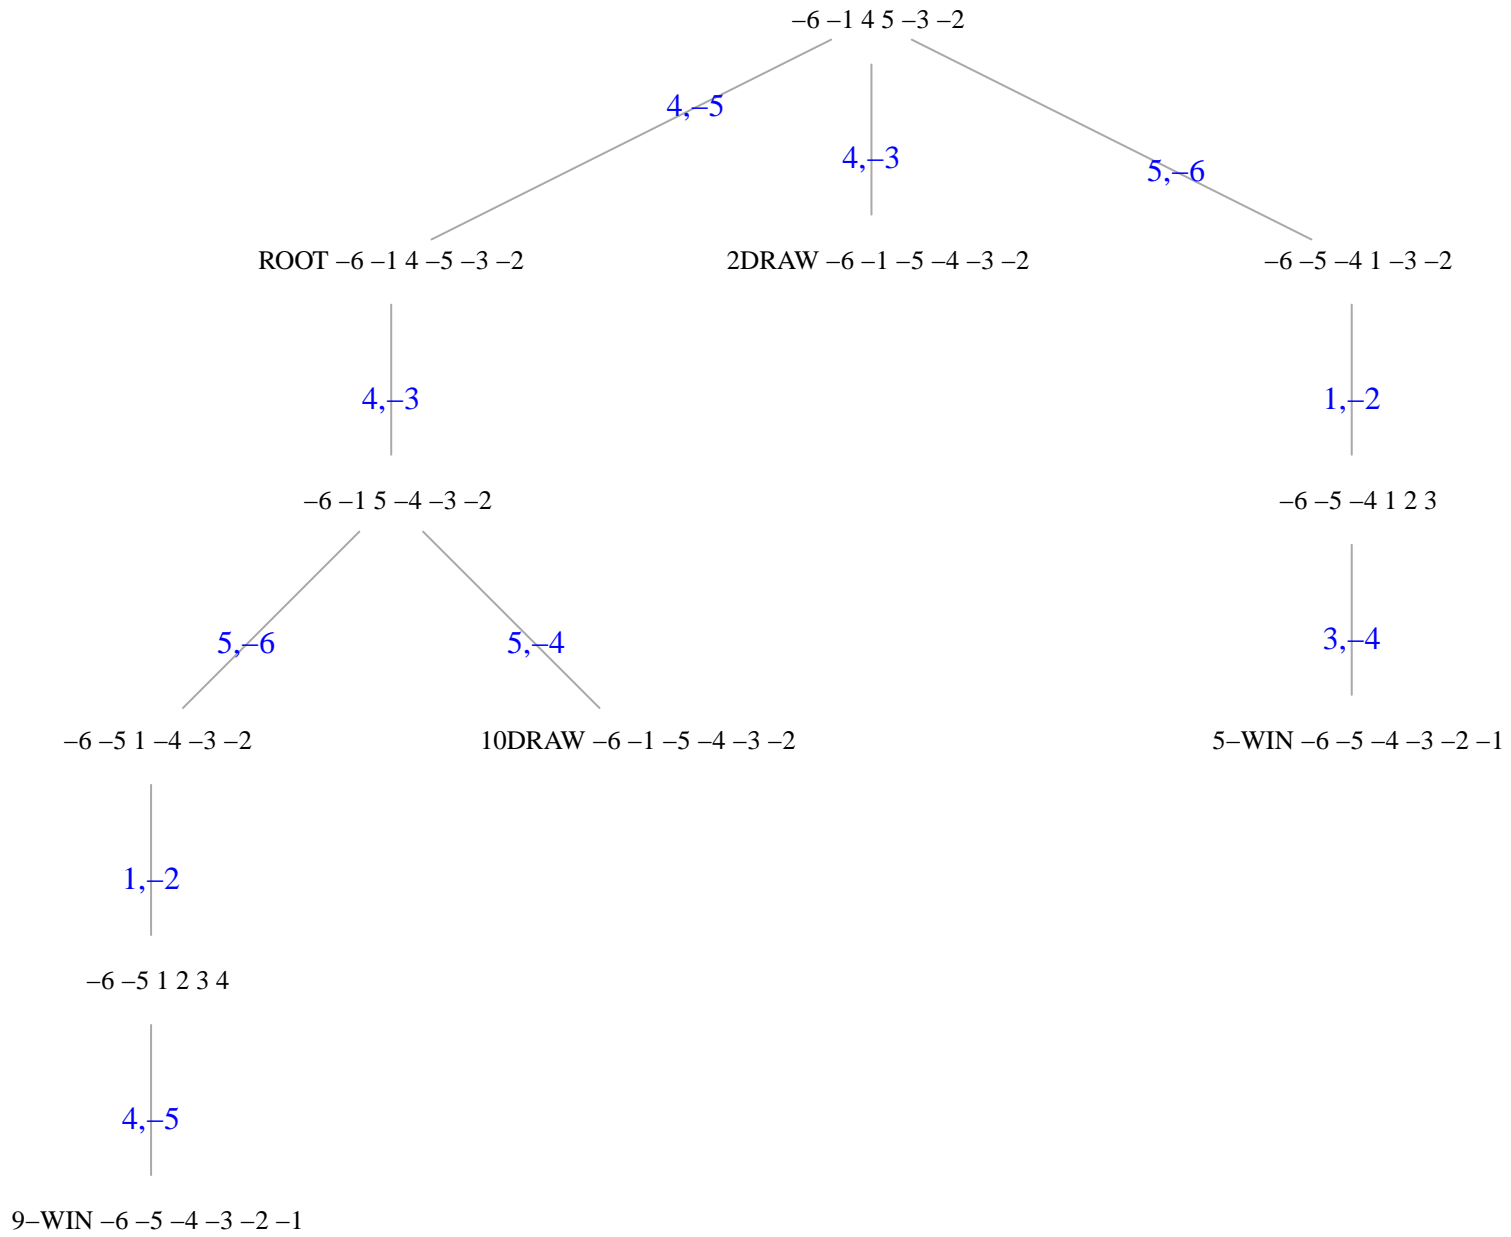 –6 –1 4 5 –3 –2
4,–5
4,–3
5,–6
ROOT –6 –1 4 –5 –3 –2
2DRAW –6 –1 –5 –4 –3 –2
–6 –5 –4 1 –3 –2
4,–3
1,–2
–6 –1 5 –4 –3 –2
–6 –5 –4 1 2 3
5,–6
5,–4
3,–4
–6 –5 1 –4 –3 –2
10DRAW –6 –1 –5 –4 –3 –2
5–WIN –6 –5 –4 –3 –2 –1
1,–2
–6 –5 1 2 3 4
4,–5
9–WIN –6 –5 –4 –3 –2 –1